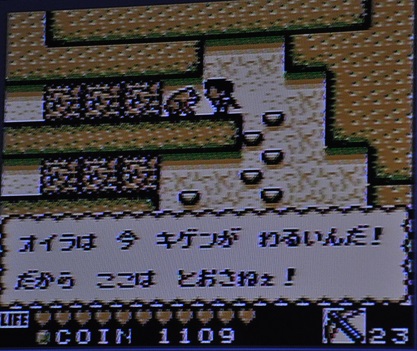 オイラは 今 キゲンが わるいんだ!
だから ここは とおさねぇ!
LIFE
COIN 1109
23